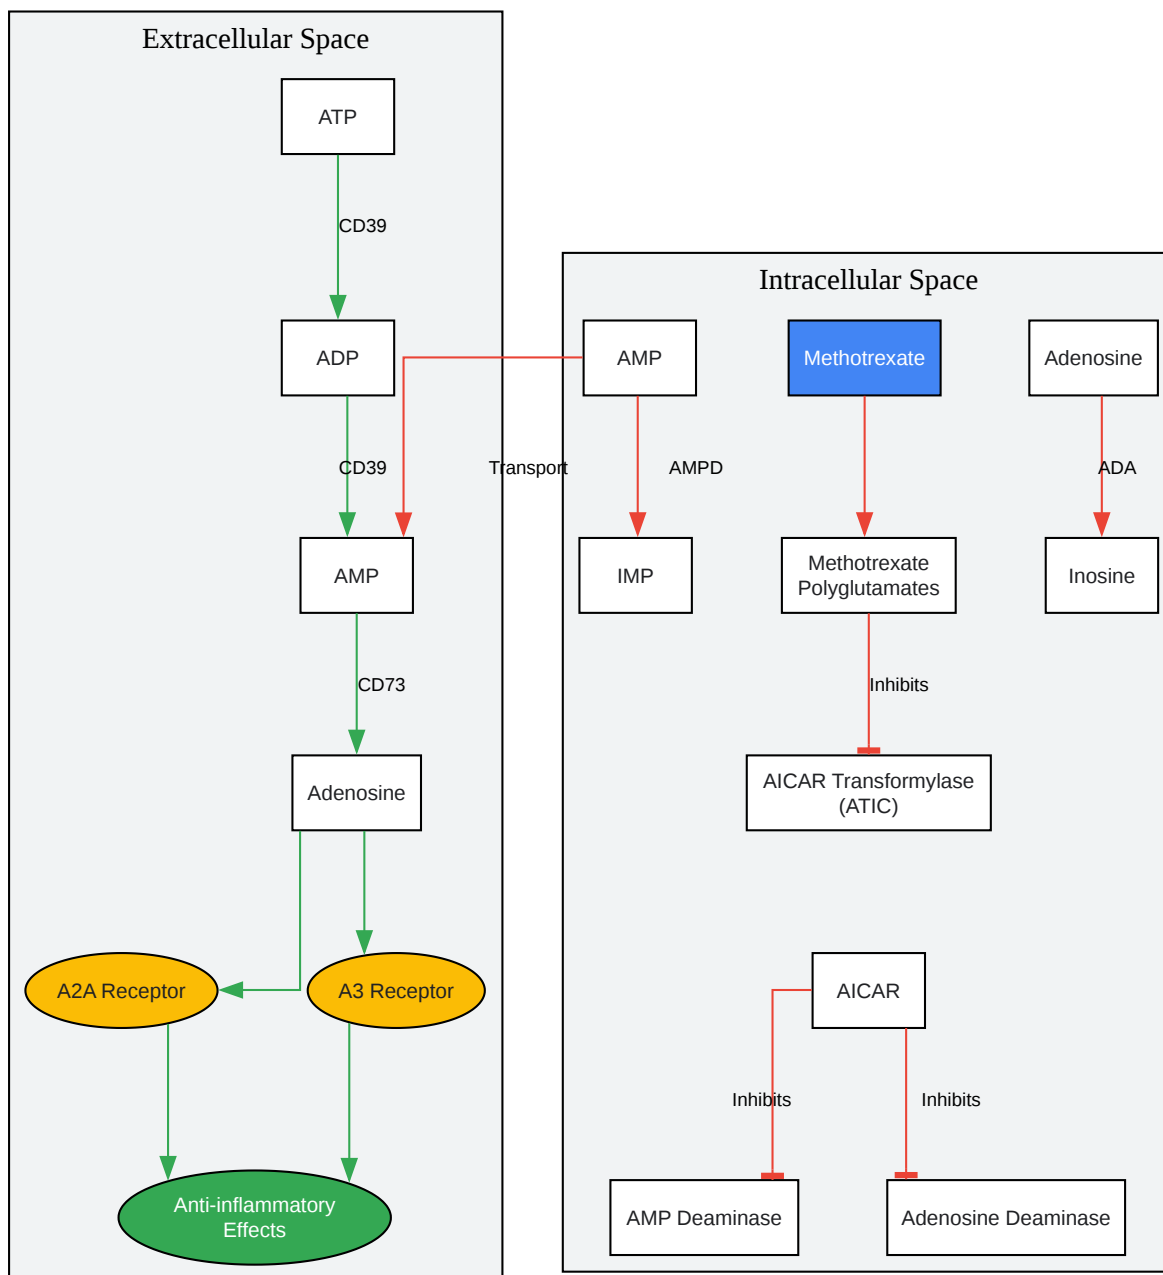 Extracellular Space
ATP
CD39
ADP
CD39
AMP
CD73
Adenosine
A2A Receptor
A3 Receptor
Anti-inflammatory
Effects
Transport
Intracellular Space
AMP
Methotrexate
Adenosine
AMPD
ADA
IMP
Methotrexate
Polyglutamates
Inosine
Inhibits
AICAR Transformylase
(ATIC)
AICAR
Inhibits
Inhibits
AMP Deaminase
Adenosine Deaminase